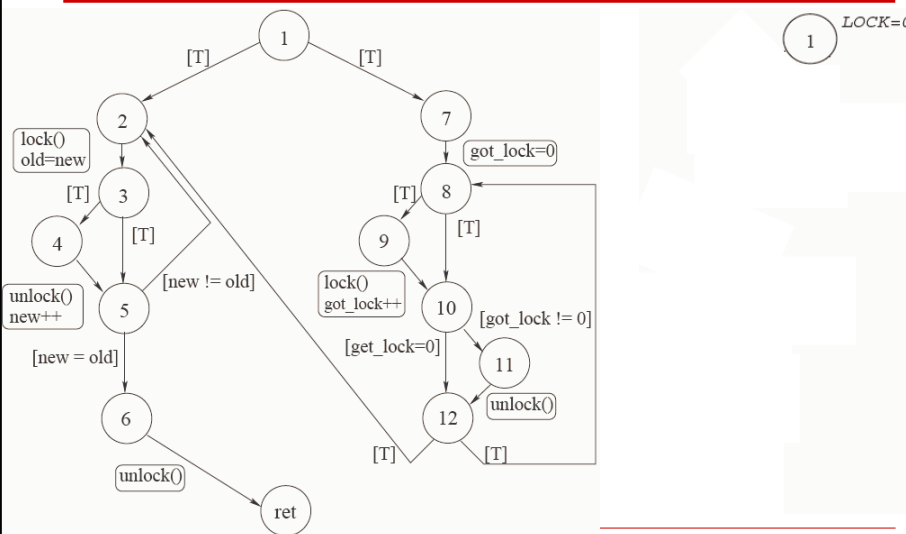 1
[T]
[T]
2
7
lock()
old=new
got_lock=0
[T]
3
[T]
8
[T]
[T]
4
9
[new != old]
lock()
got_lock++
unlock()
new++
5
10
[got_lock != 0]
[get_lock=0]
[new = old]
11
unlock()
6
12
[T]
[T]
unlock()
ret
1
LOCK=0